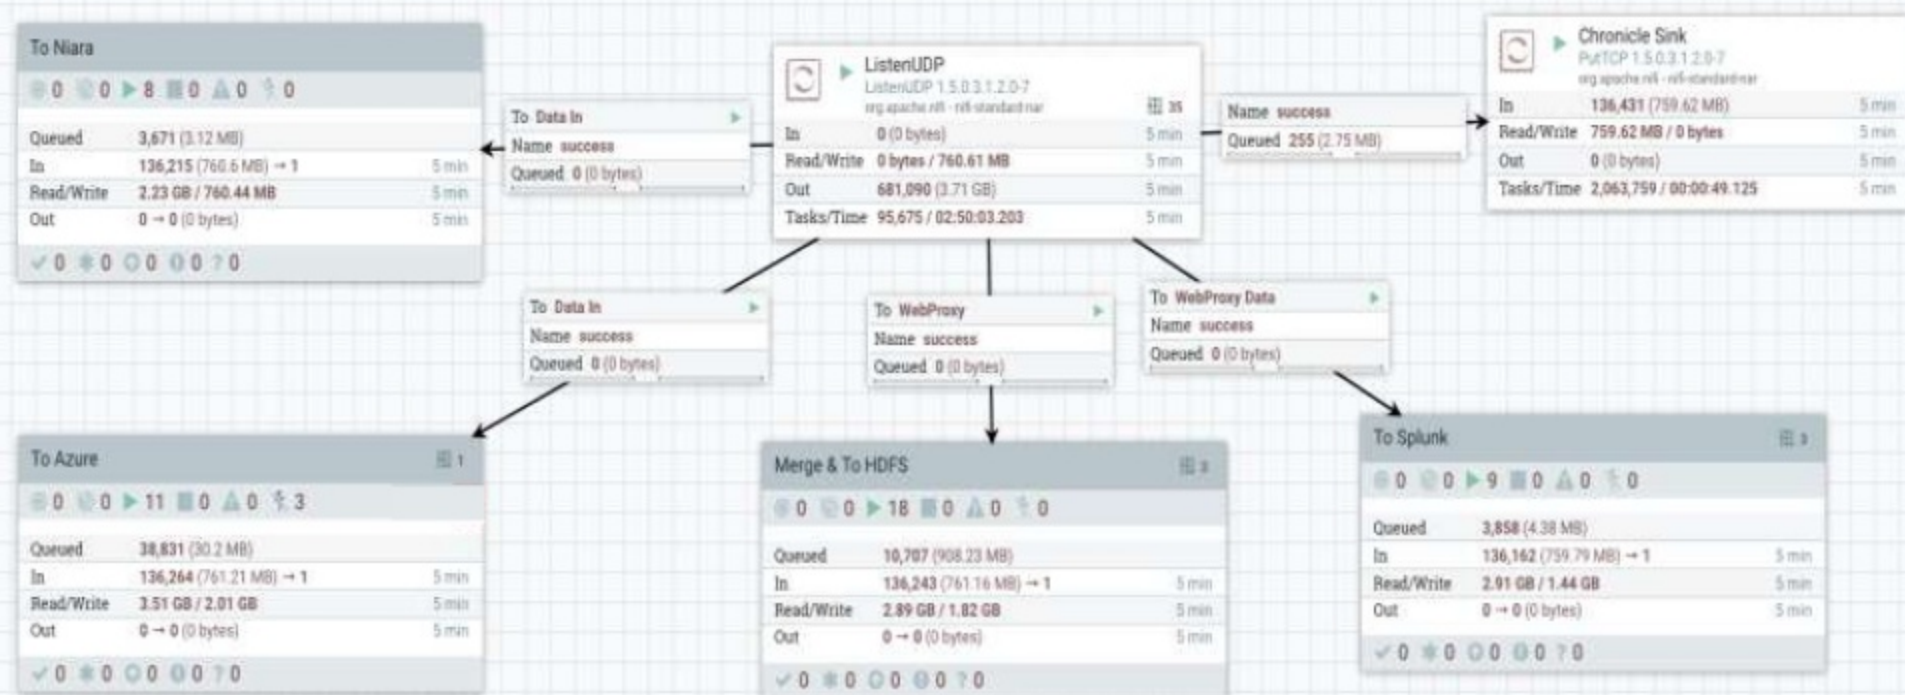 To Niara
0 0 8 0 0 0
Queued 3,671 (3.12 MB)
In 136,215 (760.6 MB) → 1 5 min
Read/Write 2.23 GB / 760.44 MB 5 min
Out 0 → 0 (0 bytes) 5 min
0 0 0 0 ? 0
To Data In
Name success
Queued 0 (0 bytes)
ListenUDP
ListenUDP 1.5.0.3.1.2.0-7
org.apache.nifi - nifi-standard-nar
35
In 0 (0 bytes) 5 min
Read/Write 0 bytes / 760.61 MB 5 min
Out 681,090 (3.71 GB) 5 min
Tasks/Time 95,675 / 02:50:03.203 5 min
Name success
Queued 255 (2.75 MB)
Chronicle Sink
PutTCP 1.5.0.3.1.2.0-7
org.apache.nifi - nifi-standard-nar
In 136,431 (759.62 MB) 5 min
Read/Write 759.62 MB / 0 bytes 5 min
Out 0 (0 bytes) 5 min
Tasks/Time 2,063,759 / 00:00:49.125 5 min
To Data In
Name success
Queued 0 (0 bytes)
To WebProxy
Name success
Queued 0 (0 bytes)
To WebProxy Data
Name success
Queued 0 (0 bytes)
To Azure 1
0 0 11 0 0 3
Queued 38,831 (30.2 MB)
In 136,264 (761.21 MB) → 1 5 min
Read/Write 3.51 GB / 2.01 GB 5 min
Out 0 → 0 (0 bytes) 5 min
0 0 0 0 ? 0
Merge & To HDFS
0 0 18 0 0 0
Queued 10,707 (908.23 MB)
In 136,243 (761.16 MB) → 1 5 min
Read/Write 2.89 GB / 1.82 GB 5 min
Out 0 → 0 (0 bytes) 5 min
0 0 0 0 ? 0
To Splunk
0 0 9 0 0 0
Queued 3,858 (4.38 MB)
In 136,162 (759.79 MB) → 1 5 min
Read/Write 2.91 GB / 1.44 GB 5 min
Out 0 → 0 (0 bytes) 5 min
0 0 0 0 ? 0